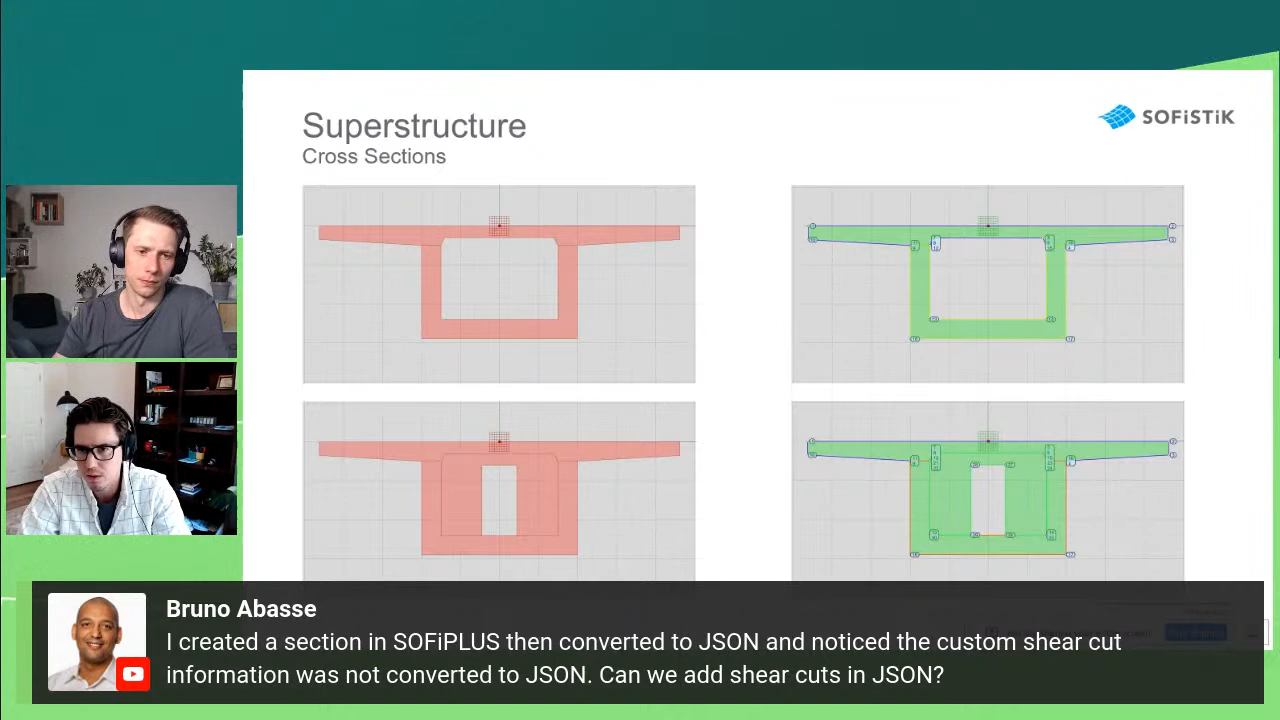 Superstructure
Cross Sections
SOFiSTiK
Bruno Abasse
I created a section in SOFiPLUS then converted to JSON and noticed the custom shear cut
information was not converted to JSON. Can we add shear cuts in JSON?